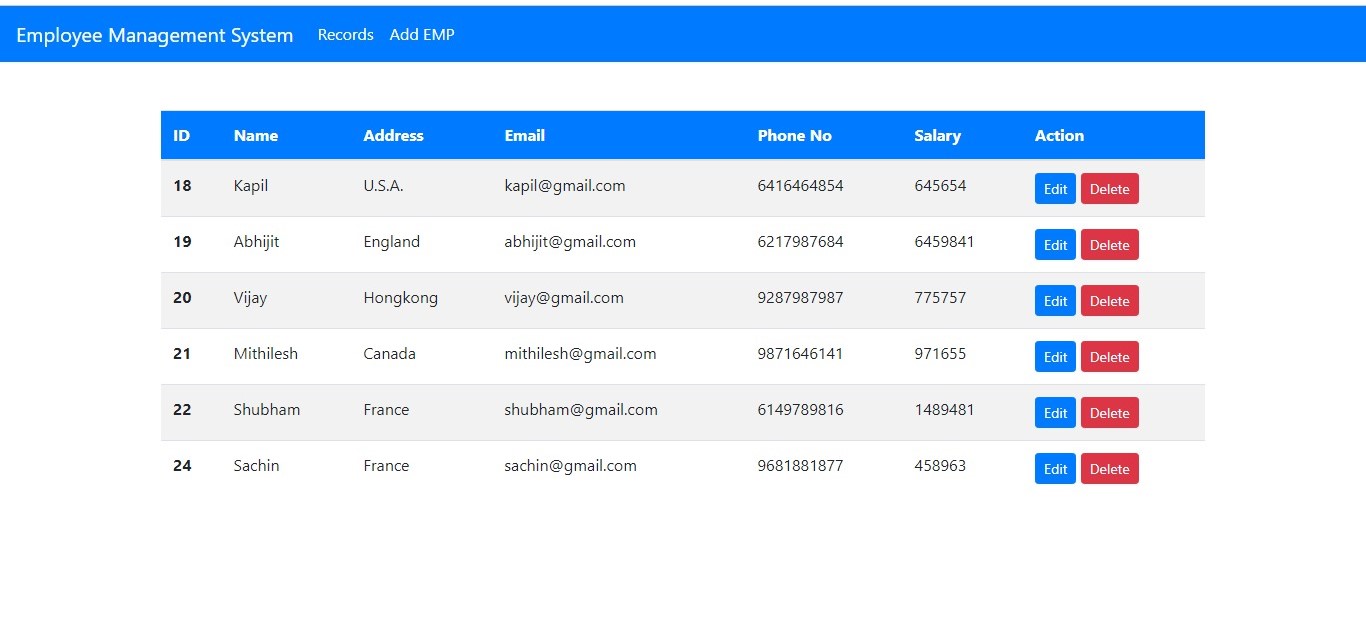 Employee Management System Records Add EMP
ID Name Address Email Phone No Salary Action
18 Kapil U.S.A. kapil@gmail.com 6416464854 645654 Edit Delete
19 Abhijit England abhijit@gmail.com 6217987684 6459841 Edit Delete
20 Vijay Hongkong vijay@gmail.com 9287987987 775757 Edit Delete
21 Mithilesh Canada mithilesh@gmail.com 9871646141 971655 Edit Delete
22 Shubham France shubham@gmail.com 6149789816 1489481 Edit Delete
24 Sachin France sachin@gmail.com 9681881877 458963 Edit Delete